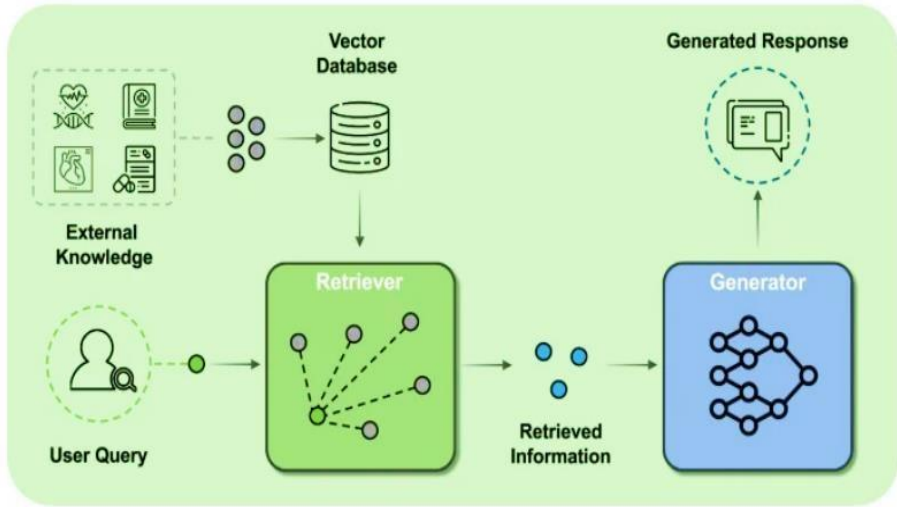 Vector
Database
Generated Response
External
Knowledge
Retriever
Generator
User Query
Retrieved
Information